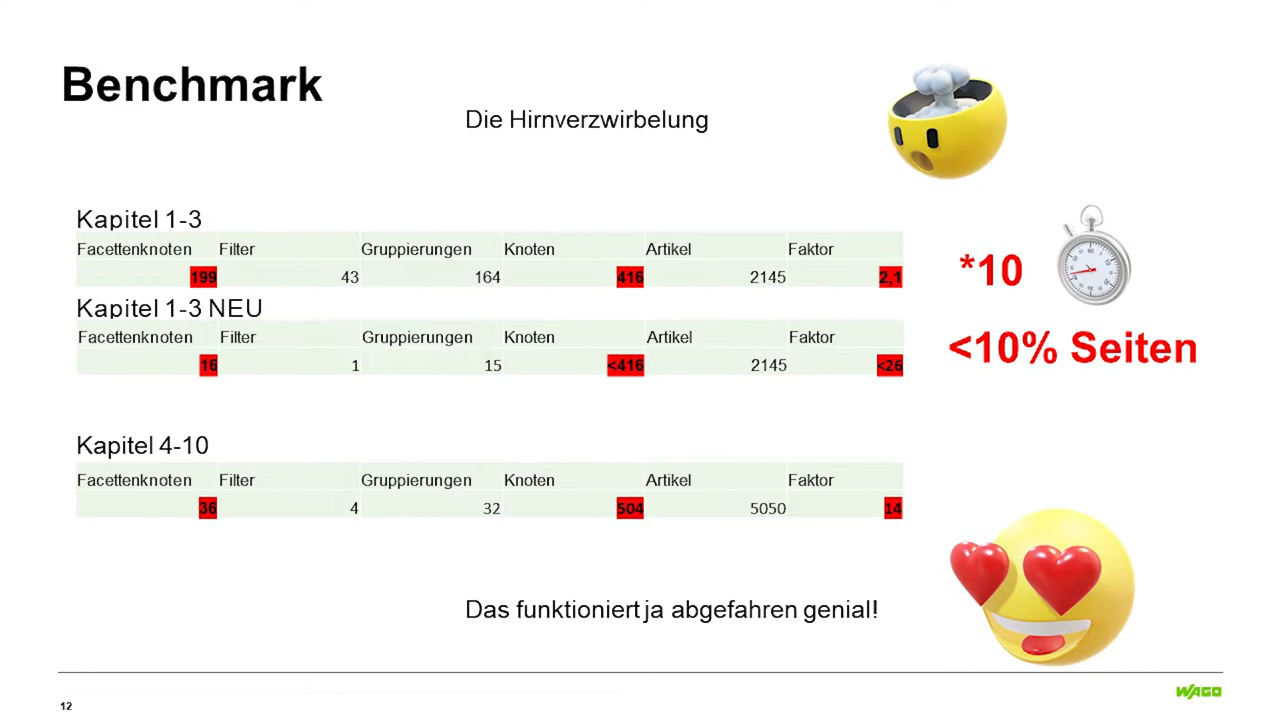 Benchmark
Die Hirnverzwirbelung
Kapitel 1-3
Facettenknoten Filter Gruppierungen Knoten Artikel Faktor
199 43 164 416 2145 2,1
*10
Kapitel 1-3 NEU
Facettenknoten Filter Gruppierungen Knoten Artikel Faktor
16 1 15 <416 2145 <26
<10% Seiten
Kapitel 4-10
Facettenknoten Filter Gruppierungen Knoten Artikel Faktor
36 4 32 504 5050 14
Das funktioniert ja abgefahren genial!
WAGO
12